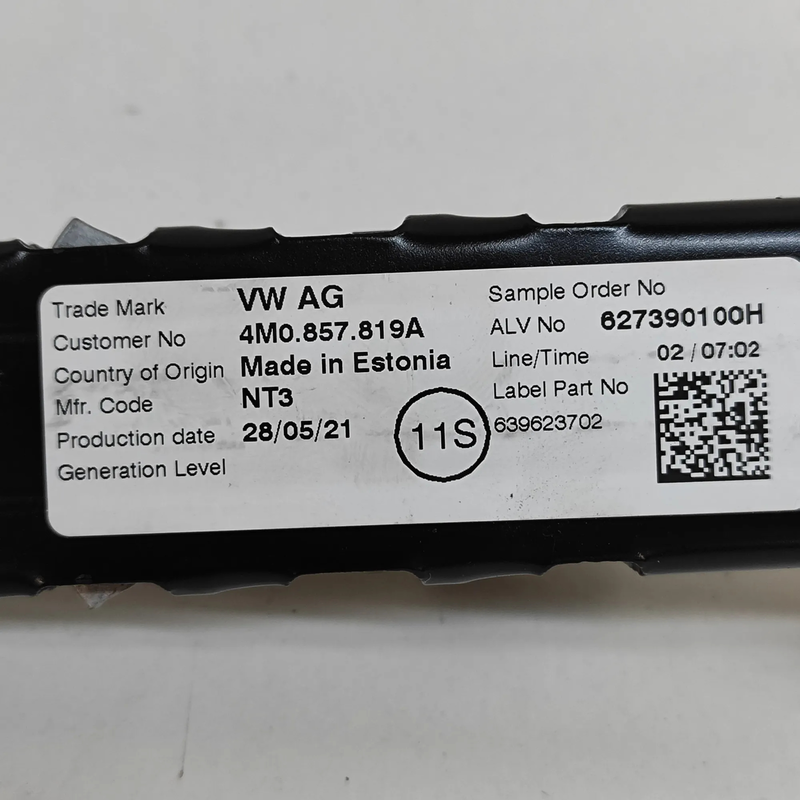 Trade Mark VW AG
Customer No 4M0.857.819A
Country of Origin Made in Estonia
Mfr. Code NT3
Production date 28/05/21
Generation Level
11S
Sample Order No
ALV No 627390100H
Line/Time 02 / 07:02
Label Part No
639623702